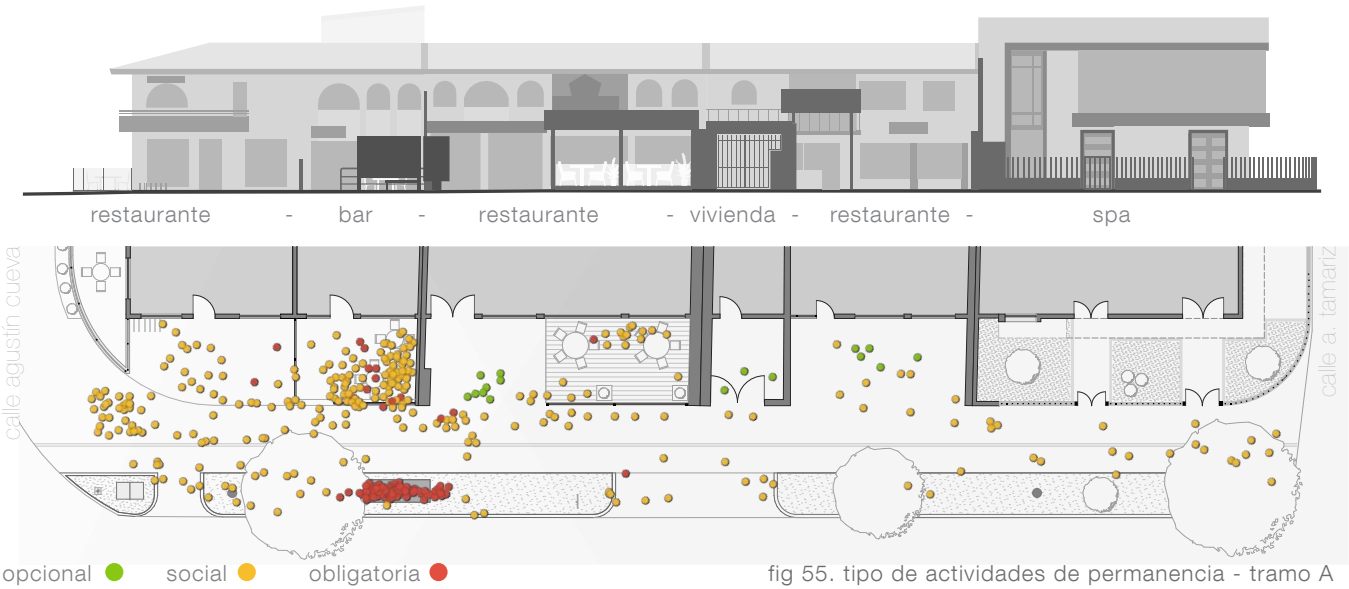 restaurante - bar - restaurante - vivienda - restaurante - spa
calle agustín cueva
calle a. tamariz
opcional social obligatoria
fig 55. tipo de actividades de permanencia - tramo A